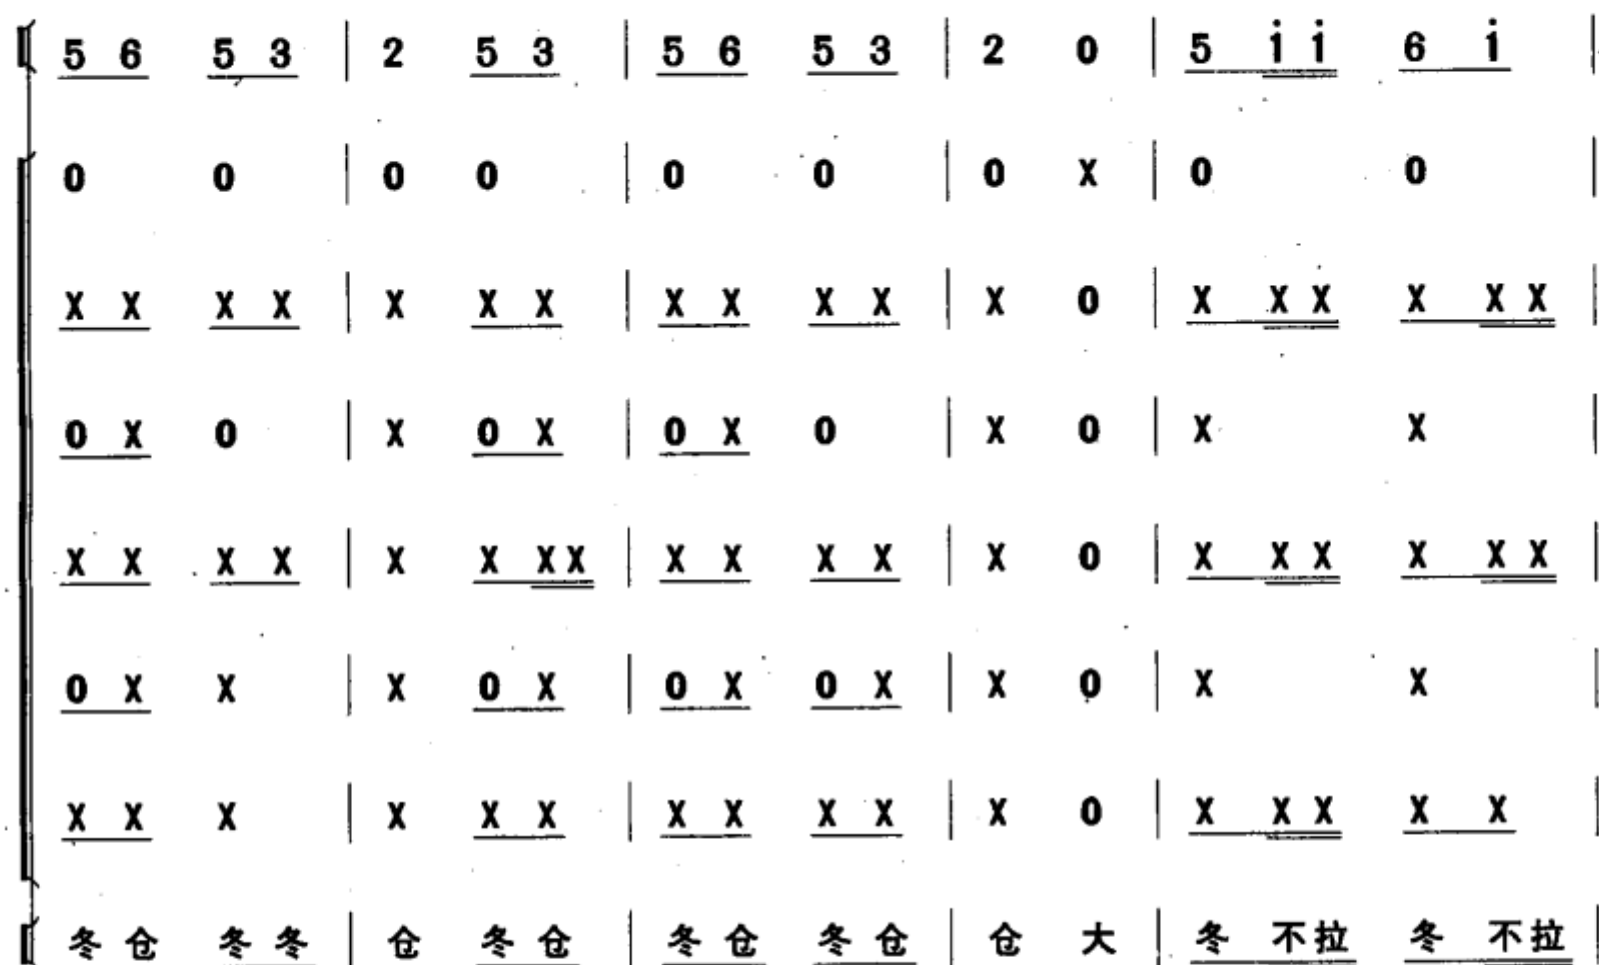 5 6 5 3 | 2 5 3 | 5 6 5 3 | 2 0 | 5 i̇ i̇ 6 i̇ |
0 0 | 0 0 | 0 0 | 0 X | 0 0 |
X X X X | X X X | X X X X | X 0 | X X X X X X |
0 X 0 | X 0 X | 0 X 0 | X 0 | X X |
X X X X | X X X X | X X X X | X 0 | X X X X X X |
0 X X | X 0 X | 0 X 0 X | X 0 | X X |
X X X | X X X | X X X X | X 0 | X X X X X |
冬 仓 冬 冬 | 仓 冬 仓 | 冬 仓 冬 仓 | 仓 大 | 冬 不拉 冬 不拉 |